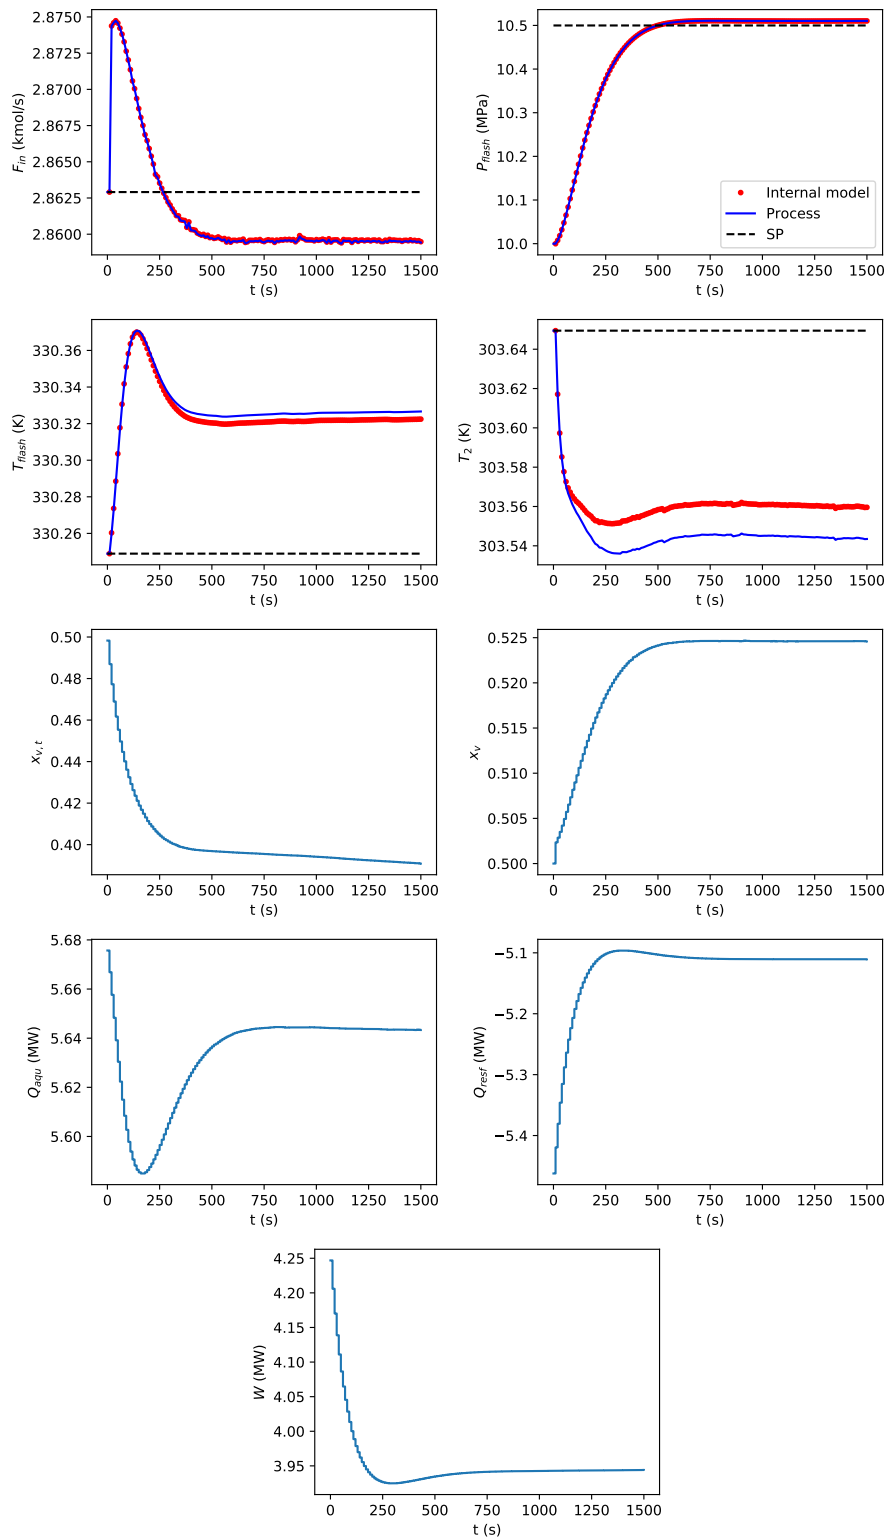 2.8750
2.8725
2.8700
2.8675
2.8650
2.8625
2.8600
F_in (kmol/s)
0 250 500 750 1000 1250 1500
t (s)
10.5
10.4
10.3
10.2
10.1
10.0
P_flash (MPa)
Internal model
Process
SP
0 250 500 750 1000 1250 1500
t (s)
330.36
330.34
330.32
330.30
330.28
330.26
T_flash (K)
0 250 500 750 1000 1250 1500
t (s)
303.64
303.62
303.60
303.58
303.56
303.54
T_2 (K)
0 250 500 750 1000 1250 1500
t (s)
0.50
0.48
0.46
0.44
0.42
0.40
x_v,t
0 250 500 750 1000 1250 1500
t (s)
0.525
0.520
0.515
0.510
0.505
0.500
x_v
0 250 500 750 1000 1250 1500
t (s)
5.68
5.66
5.64
5.62
5.60
Q_aqu (MW)
0 250 500 750 1000 1250 1500
t (s)
−5.1
−5.2
−5.3
−5.4
Q_resf (MW)
0 250 500 750 1000 1250 1500
t (s)
4.25
4.20
4.15
4.10
4.05
4.00
3.95
W (MW)
0 250 500 750 1000 1250 1500
t (s)